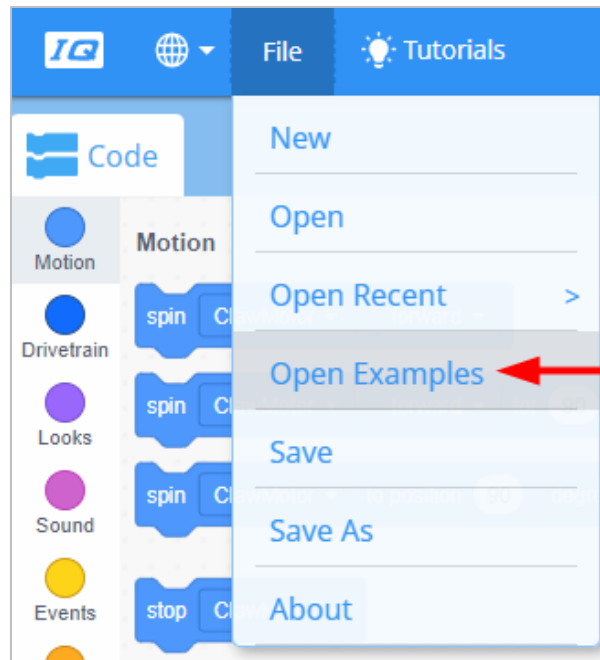 IQ File Tutorials
Code
New
Open
Open Recent >
Open Examples
Save
Save As
About
Motion
Drivetrain
Looks
Sound
Events
Motion
spin
spin
spin
stop